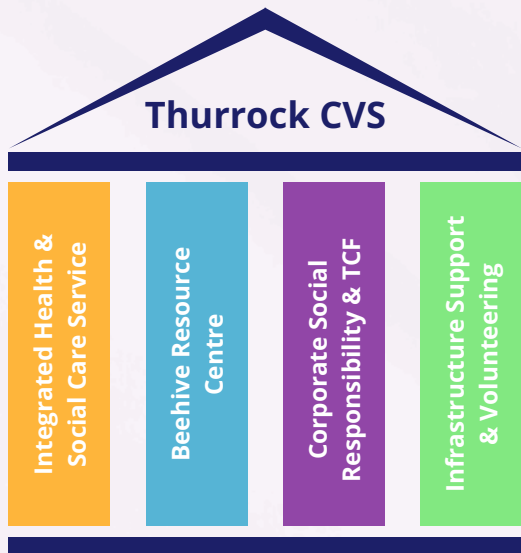 Thurrock CVS
Integrated Health &
Social Care Service
Beehive Resource
Centre
Corporate Social
Responsibility & TCF
Infrastructure Support
& Volunteering